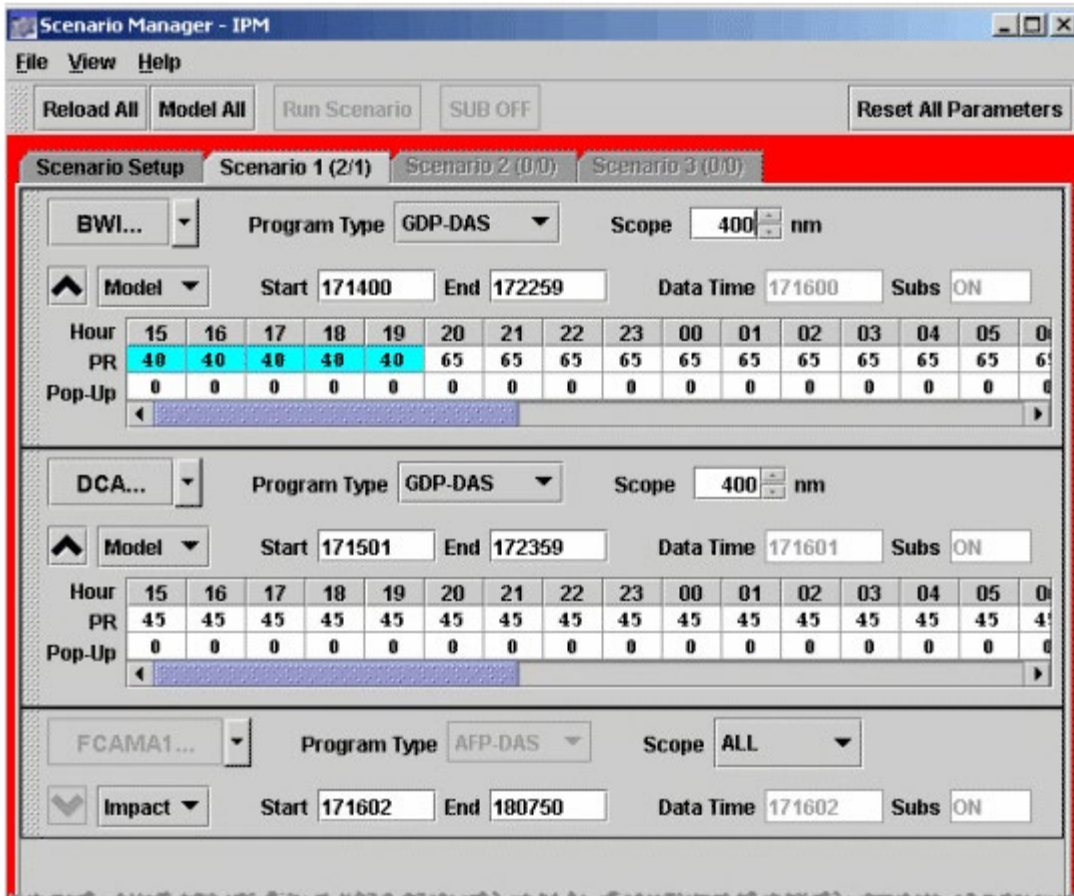 Scenario Manager - IPM
File View Help
Reload All Model All Run Scenario SUB OFF Reset All Parameters
Scenario Setup Scenario 1 (2/1) Scenario 2 (0/0) Scenario 3 (0/0)
BWI... Program Type GDP-DAS Scope 400 nm
Model Start 171400 End 172259 Data Time 171600 Subs ON
Hour 15 16 17 18 19 20 21 22 23 00 01 02 03 04 05
PR 40 40 40 40 40 65 65 65 65 65 65 65 65 65 65
Pop-Up 0 0 0 0 0 0 0 0 0 0 0 0 0 0 0
DCA... Program Type GDP-DAS Scope 400 nm
Model Start 171501 End 172359 Data Time 171601 Subs ON
Hour 15 16 17 18 19 20 21 22 23 00 01 02 03 04 05
PR 45 45 45 45 45 45 45 45 45 45 45 45 45 45 45
Pop-Up 0 0 0 0 0 0 0 0 0 0 0 0 0 0 0
FCAMA1... Program Type AFP-DAS Scope ALL
Impact Start 171602 End 180750 Data Time 171602 Subs ON